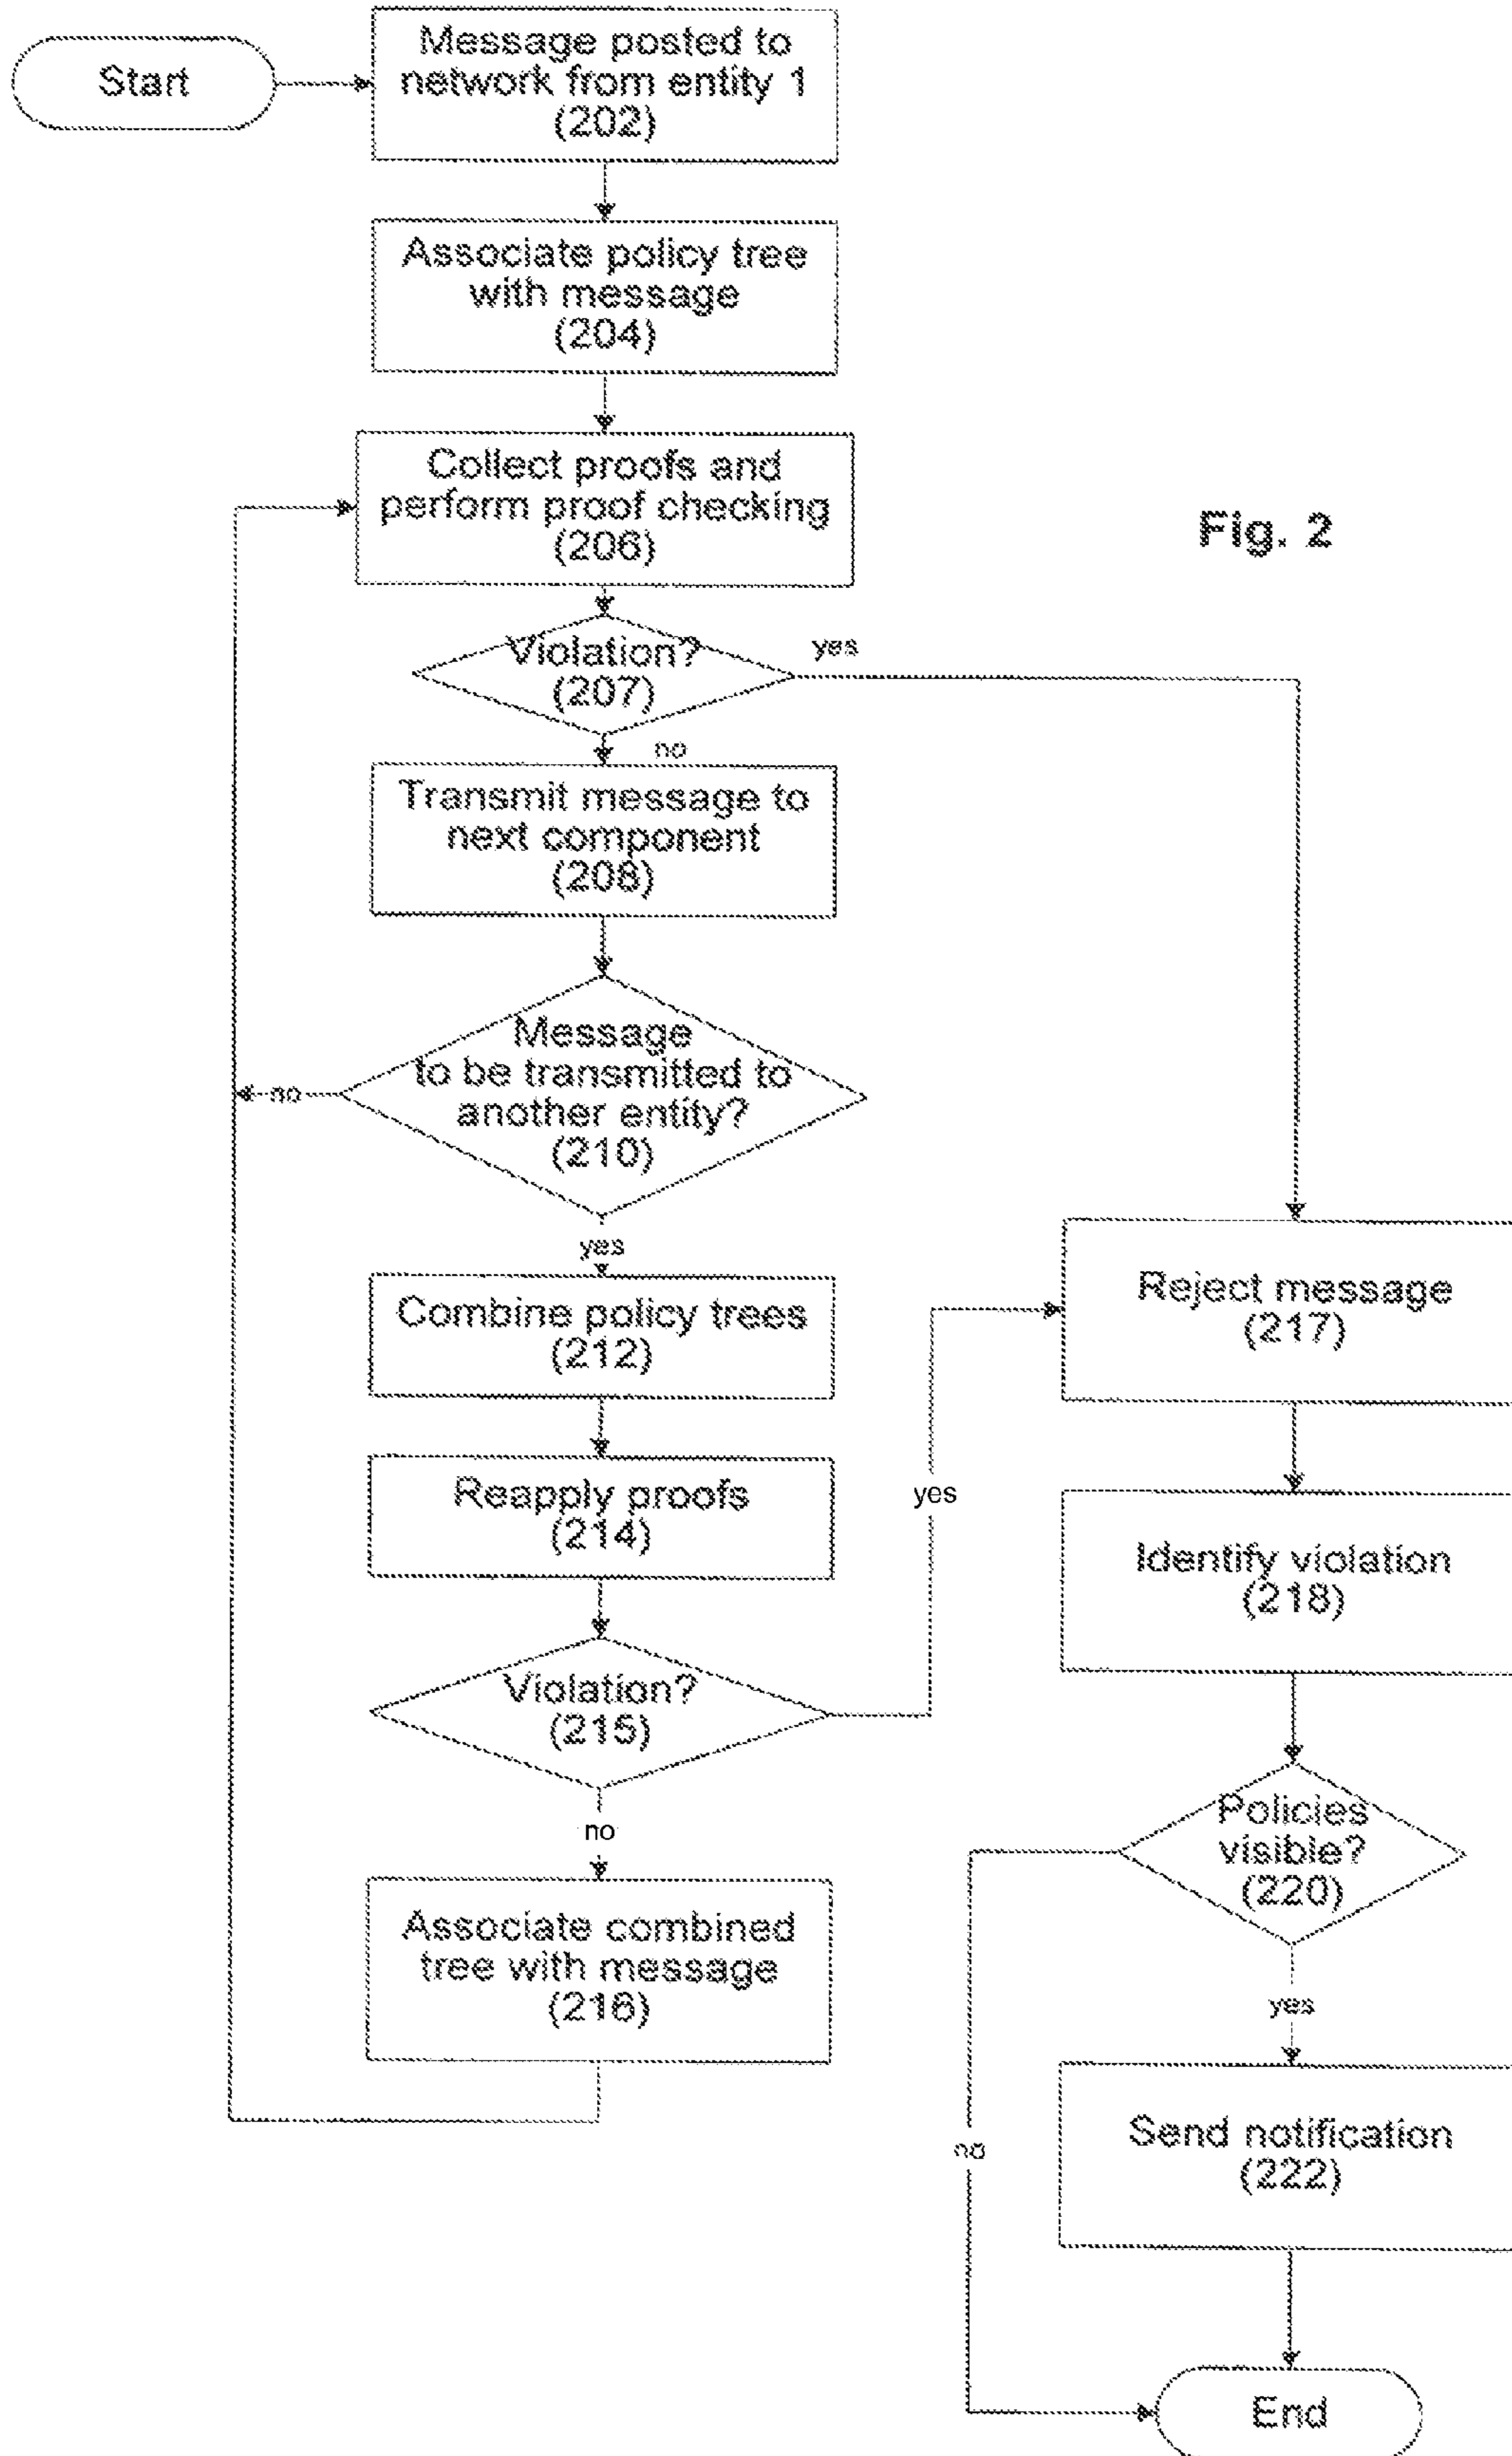 Start
Message posted to
network from entity 1
(202)
Associate policy tree
with message
(204)
Collect proofs and
perform proof checking
(206)
Fig. 2
Violation?
(207)
yes
no
Transmit message to
next component
(208)
Message
to be transmitted to
another entity?
(210)
no
yes
Combine policy trees
(212)
Reapply proofs
(214)
Violation?
(215)
yes
no
Associate combined
tree with message
(216)
Reject message
(217)
Identify violation
(218)
Policies
visible?
(220)
yes
no
Send notification
(222)
End